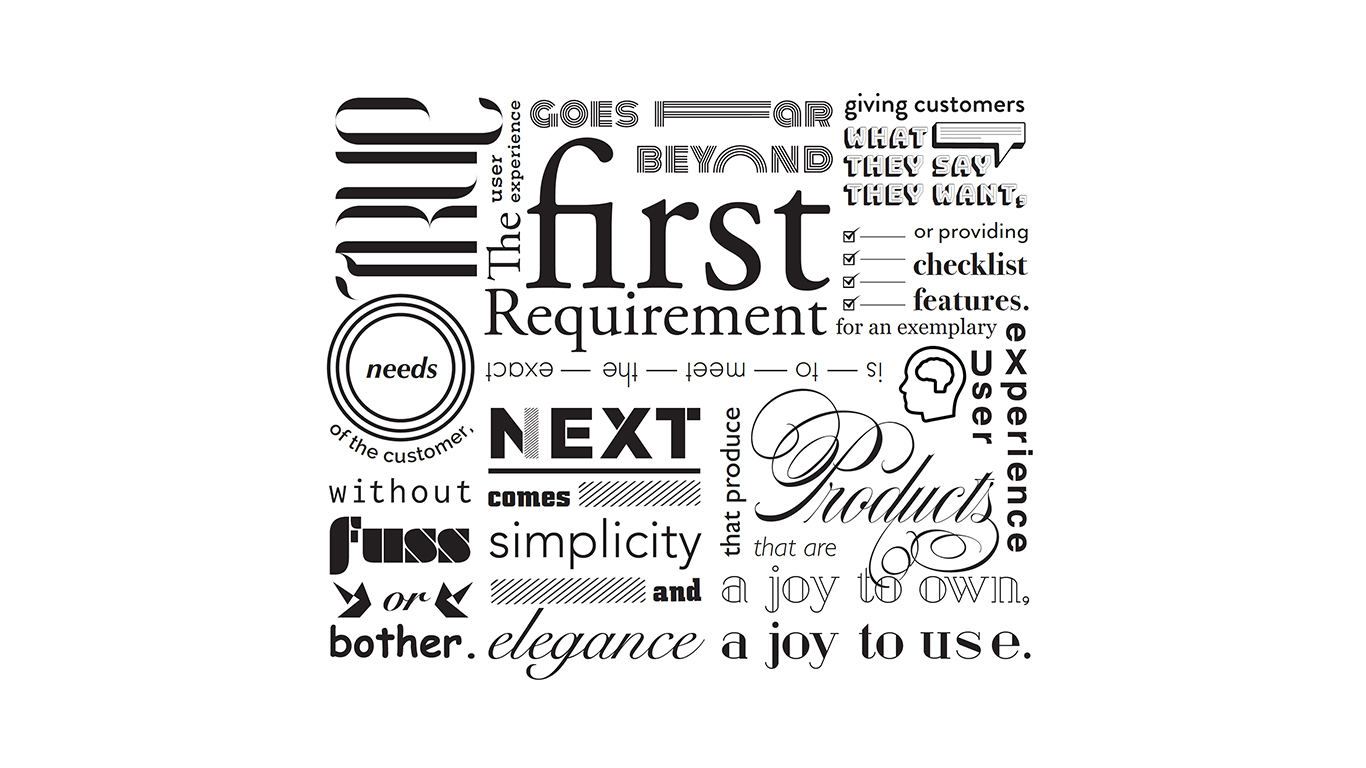 The
first
Requirement
for an exemplary
User
eXperience
is — to — meet — the — exact
needs
of the customer,
without
fuss
or
bother.
NEXT
comes
simplicity
and
elegance
that produce
Products
that are
a joy to own,
a joy to use.
TRUE
user
experience
GOES FAR
BEYOND
giving customers
WHAT
THEY SAY
THEY WANT,
or providing
checklist
features.